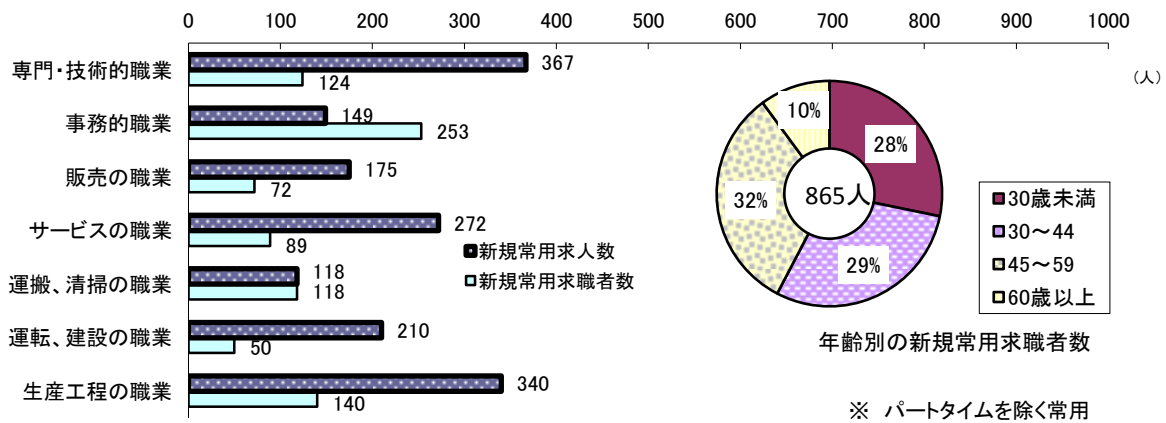 0 100 200 300 400 500 600 700 800 900 1000
(人)
専門・技術的職業
367
124
事務的職業
149
253
販売の職業
175
72
サービスの職業
272
89
運搬、清掃の職業
118
118
運転、建設の職業
210
50
生産工程の職業
340
140
新規常用求人数
新規常用求職者数
10%
28%
32%
865人
29%
30歳未満
30～44
45～59
60歳以上
年齢別の新規常用求職者数
※ パートタイムを除く常用